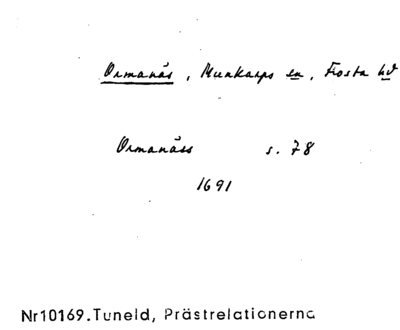 Ormanäs, Munkarps sn, Frosta hd
Ormanäss s. 78
1691
Nr10169.Tuneld, Prästrelationerna